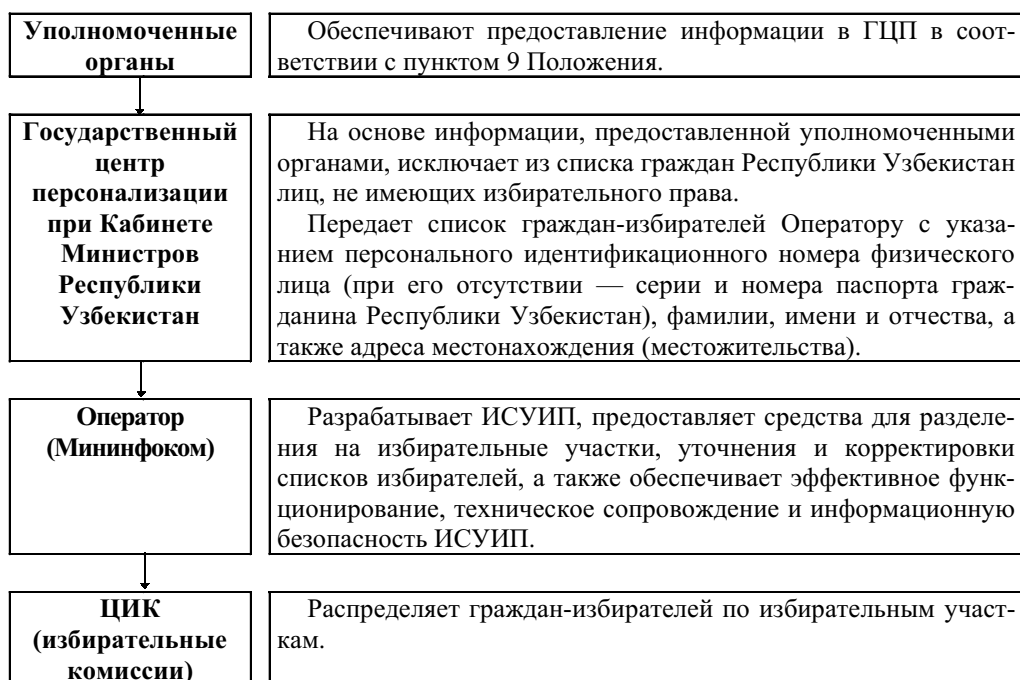 Уполномоченные
органы
Обеспечивают предоставление информации в ГЦП в соот-
ветствии с пунктом 9 Положения.
Государственный
центр
персонализации
при Кабинете
Министров
Республики
Узбекистан
На основе информации, предоставленной уполномоченными
органами, исключает из списка граждан Республики Узбекистан
лиц, не имеющих избирательного права.
Передает список граждан-избирателей Оператору с указа-
нием персонального идентификационного номера физического
лица (при его отсутствии — серии и номера паспорта граж-
данина Республики Узбекистан), фамилии, имени и отчества, а
также адреса местонахождения (местожительства).
Оператор
(Мининфоком)
Разрабатывает ИСУИП, предоставляет средства для разделе-
ния на избирательные участки, уточнения и корректировки
списков избирателей, а также обеспечивает эффективное функ-
ционирование, техническое сопровождение и информационную
безопасность ИСУИП.
ЦИК
(избирательные
комиссии)
Распределяет граждан-избирателей по избирательным участ-
кам.